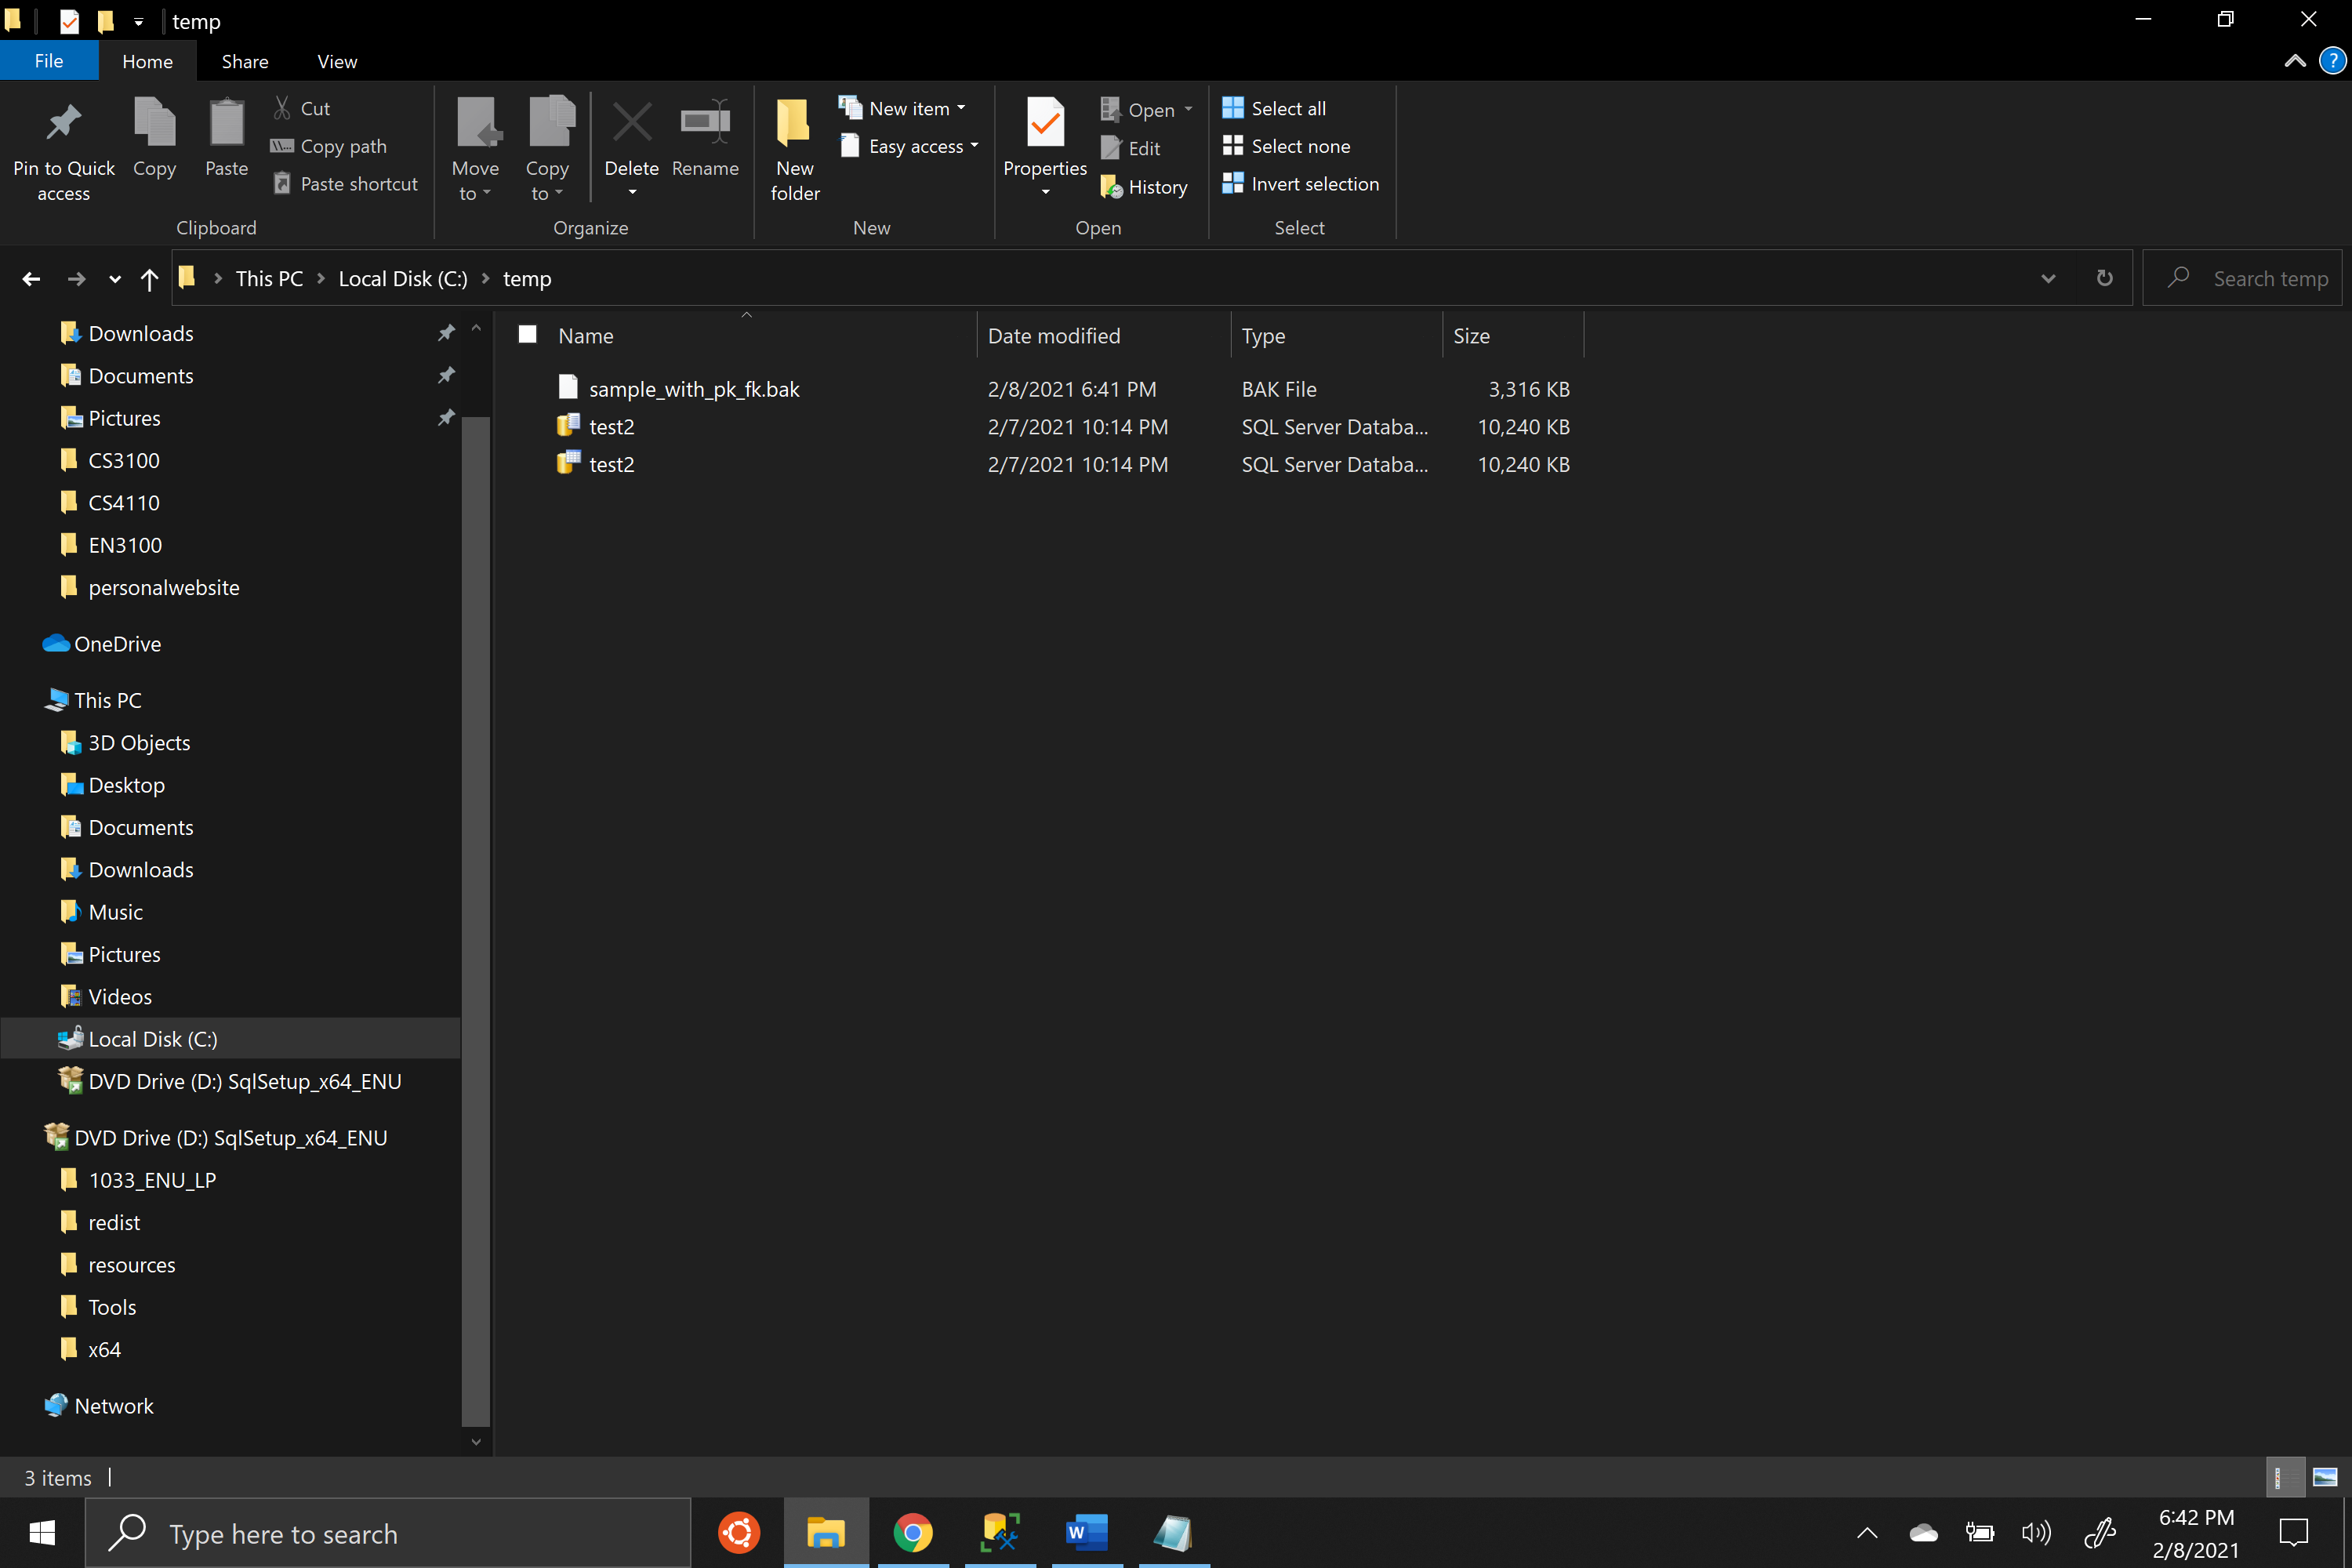 temp
File Home Share View
Pin to Quick access
Copy
Paste
Cut
Copy path
Paste shortcut
Clipboard
Move to
Copy to
Delete
Rename
Organize
New folder
New item
Easy access
New
Properties
Open
Edit
History
Open
Select all
Select none
Invert selection
Select
This PC Local Disk (C:) temp
Search temp
Downloads
Documents
Pictures
CS3100
CS4110
EN3100
personalwebsite
OneDrive
This PC
3D Objects
Desktop
Documents
Downloads
Music
Pictures
Videos
Local Disk (C:)
DVD Drive (D:) SqlSetup_x64_ENU
DVD Drive (D:) SqlSetup_x64_ENU
1033_ENU_LP
redist
resources
Tools
x64
Network
Name Date modified Type Size
sample_with_pk_fk.bak 2/8/2021 6:41 PM BAK File 3,316 KB
test2 2/7/2021 10:14 PM SQL Server Databa... 10,240 KB
test2 2/7/2021 10:14 PM SQL Server Databa... 10,240 KB
3 items
Type here to search
6:42 PM
2/8/2021